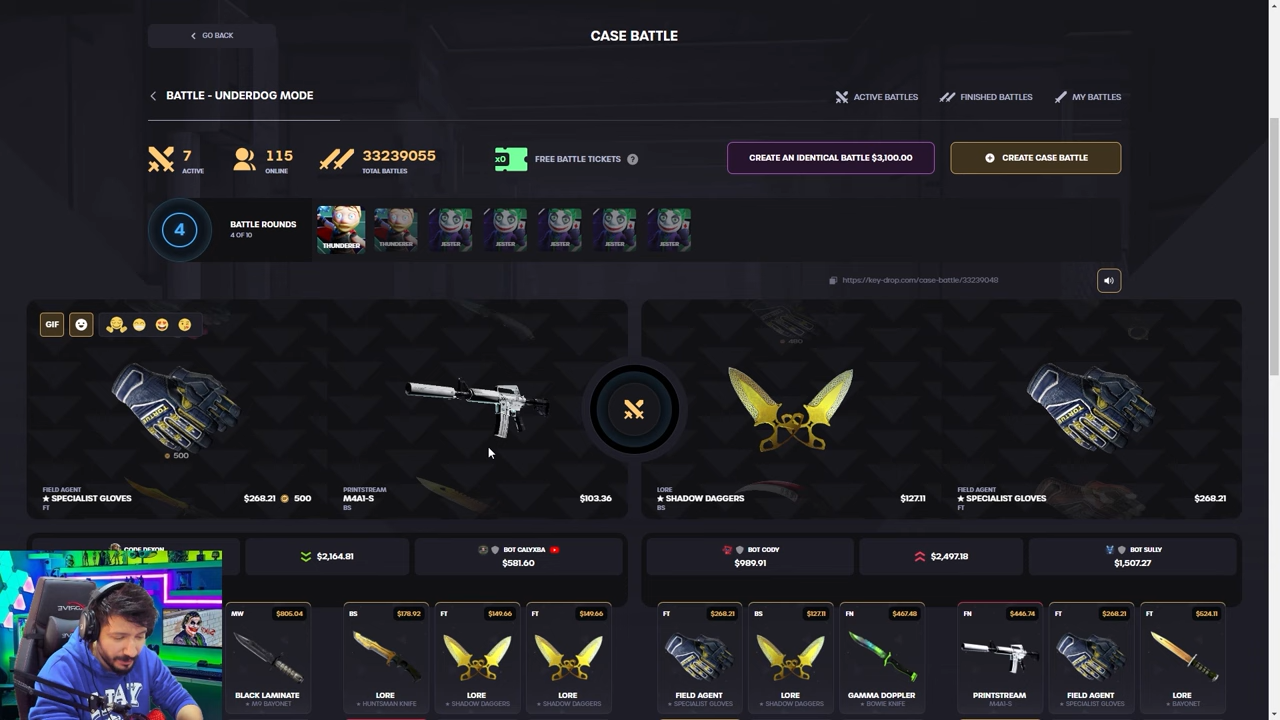 GO BACK
CASE BATTLE
BATTLE - UNDERDOG MODE
ACTIVE BATTLES
FINISHED BATTLES
MY BATTLES
7
ACTIVE
115
ONLINE
33239055
TOTAL BATTLES
x0
FREE BATTLE TICKETS ?
CREATE AN IDENTICAL BATTLE $3,100.00
CREATE CASE BATTLE
4
BATTLE ROUNDS
4 OF 10
THUNDERER
THUNDERER
JESTER
JESTER
JESTER
JESTER
JESTER
https://key-drop.com/case-battle/33239048
GIF
500
FIELD AGENT
★ SPECIALIST GLOVES
FT
$268.21
500
PRINTSTREAM
M4A1-S
BS
$103.36
LORE
★ SHADOW DAGGERS
BS
$127.11
FIELD AGENT
★ SPECIALIST GLOVES
FT
$268.21
$2,164.81
BOT CALYXBA
$581.60
BOT CODY
$989.91
$2,497.18
BOT SULLY
$1,507.27
MW $805.04
BLACK LAMINATE
★ M9 BAYONET
BS $178.92
LORE
★ HUNTSMAN KNIFE
FT $149.66
LORE
★ SHADOW DAGGERS
FT $149.66
LORE
★ SHADOW DAGGERS
FT $268.21
FIELD AGENT
★ SPECIALIST GLOVES
BS $127.11
LORE
★ SHADOW DAGGERS
FN $467.48
GAMMA DOPPLER
★ BOWIE KNIFE
FN $446.74
PRINTSTREAM
M4A1-S
FT $268.21
FIELD AGENT
★ SPECIALIST GLOVES
FT $524.11
LORE
★ BAYONET